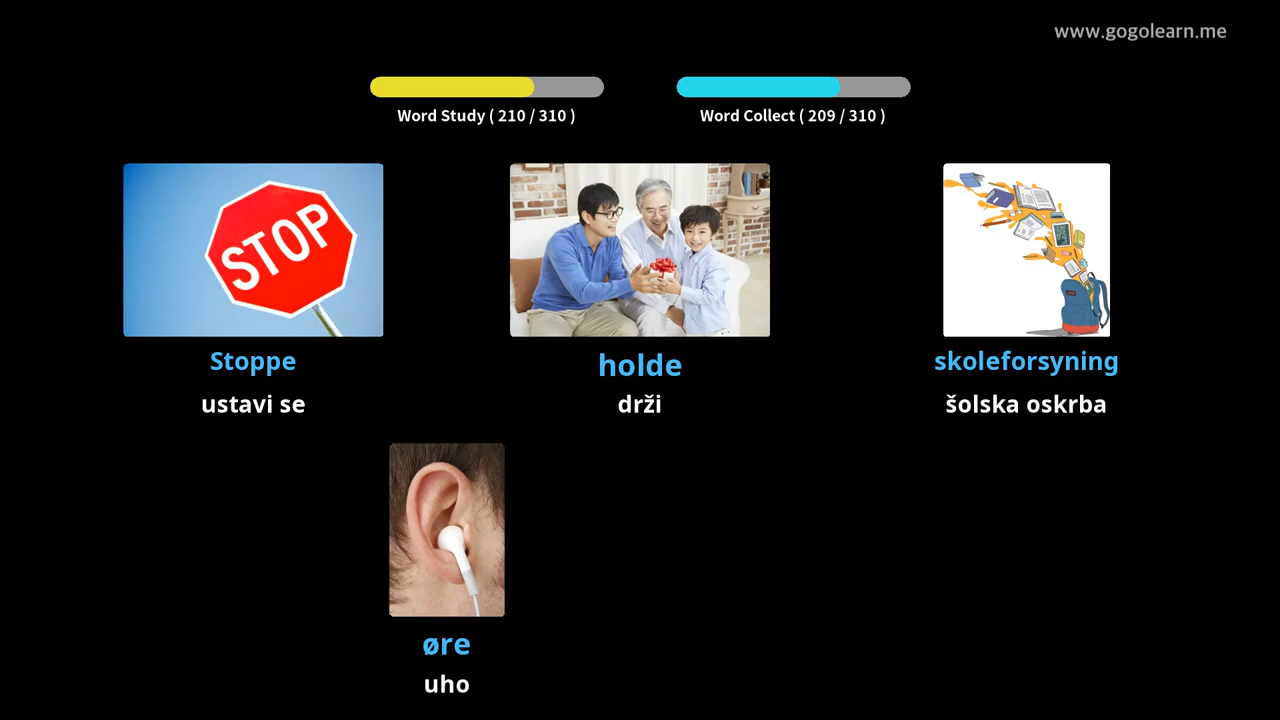 www.gogolearn.me
Word Study ( 210 / 310 )
Word Collect ( 209 / 310 )
STOP
Stoppe
holde
skoleforsyning
ustavi se
drži
šolska oskrba
øre
uho